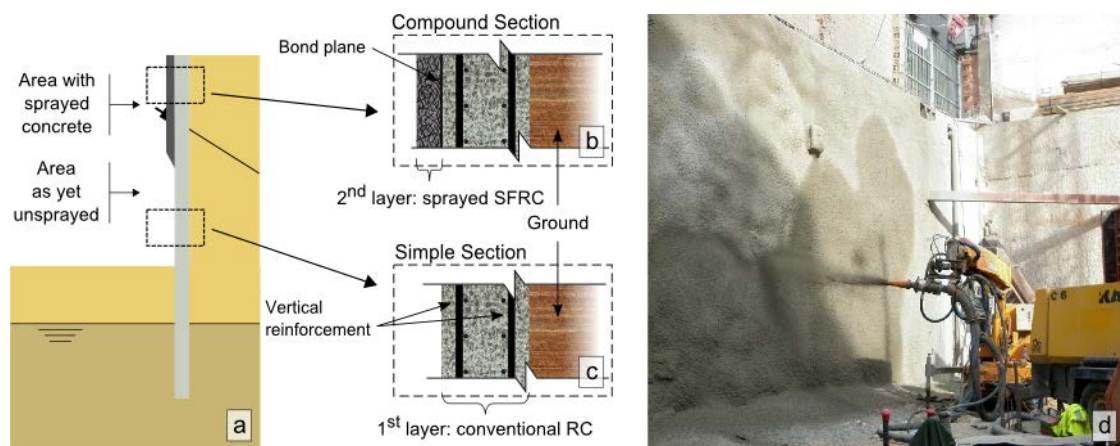 Area with
sprayed
concrete
Area
as yet
unsprayed
a
Compound Section
Bond plane
b
2nd layer: sprayed SFRC
Ground
Simple Section
Vertical
reinforcement
c
1st layer: conventional RC
C 6
d